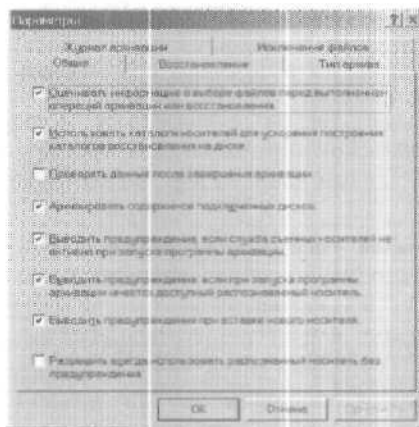 Параметры
Журнал архивации
Исключение файлов
Общие
Восстановление
Тип архива
Оценивать информацию о выборе файлов перед выполнением
операций архивации или восстановления.
Использовать каталоги носителей для ускорения построения
каталогов восстановления на диске
Проверять данные после завершения архивации
Архивировать содержимое подключенных дисков.
Выводить предупреждение, если служба съемных носителей не
активна при запуске программы архивации.
Выводить предупреждение, если при запуске программы
архивации имеется доступный распознаваемый носитель.
Выводить предупреждения при вставке нового носителя.
Разрешить всегда использовать распознанный носитель без
предупреждения
OK
Отмена